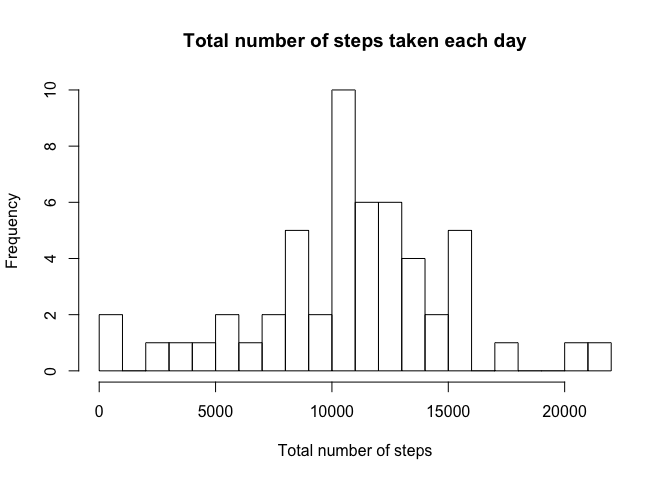 Total number of steps taken each day
Frequency
10
8
6
4
2
0
0 5000 10000 15000 20000
Total number of steps